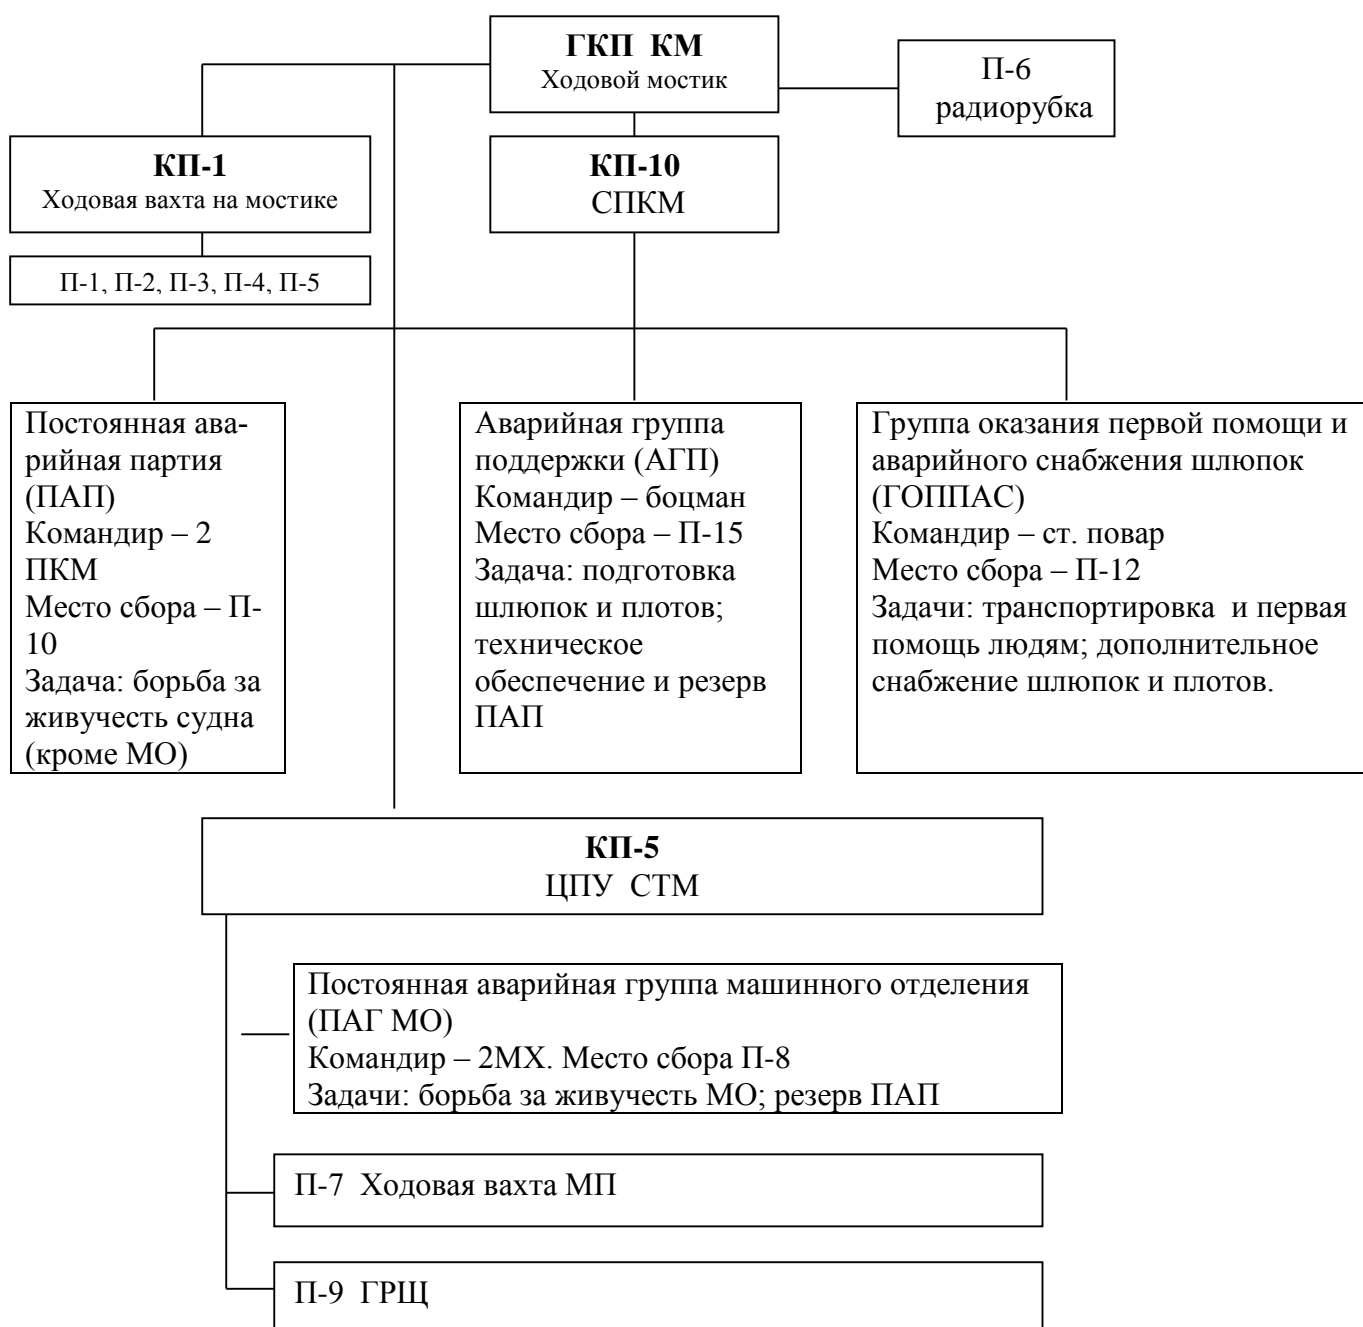 ГКП  КМ
Ходовой мостик
П-6
радиорубка
КП-1
Ходовая вахта на мостике
КП-10
СПКМ
П-1, П-2, П-3, П-4, П-5
Постоянная ава-
рийная партия
(ПАП)
Командир – 2
ПКМ
Место сбора – П-
10
Задача: борьба за
живучесть судна
(кроме МО)
Аварийная группа
поддержки (АГП)
Командир – боцман
Место сбора – П-15
Задача: подготовка
шлюпок и плотов;
техническое
обеспечение и резерв
ПАП
Группа оказания первой помощи и
аварийного снабжения шлюпок
(ГОППАС)
Командир – ст. повар
Место сбора – П-12
Задачи: транспортировка  и первая
помощь людям; дополнительное
снабжение шлюпок и плотов.
КП-5
ЦПУ  СТМ
Постоянная аварийная группа машинного отделения
(ПАГ МО)
Командир – 2МХ. Место сбора П-8
Задачи: борьба за живучесть МО; резерв ПАП
П-7  Ходовая вахта МП
П-9  ГРЩ